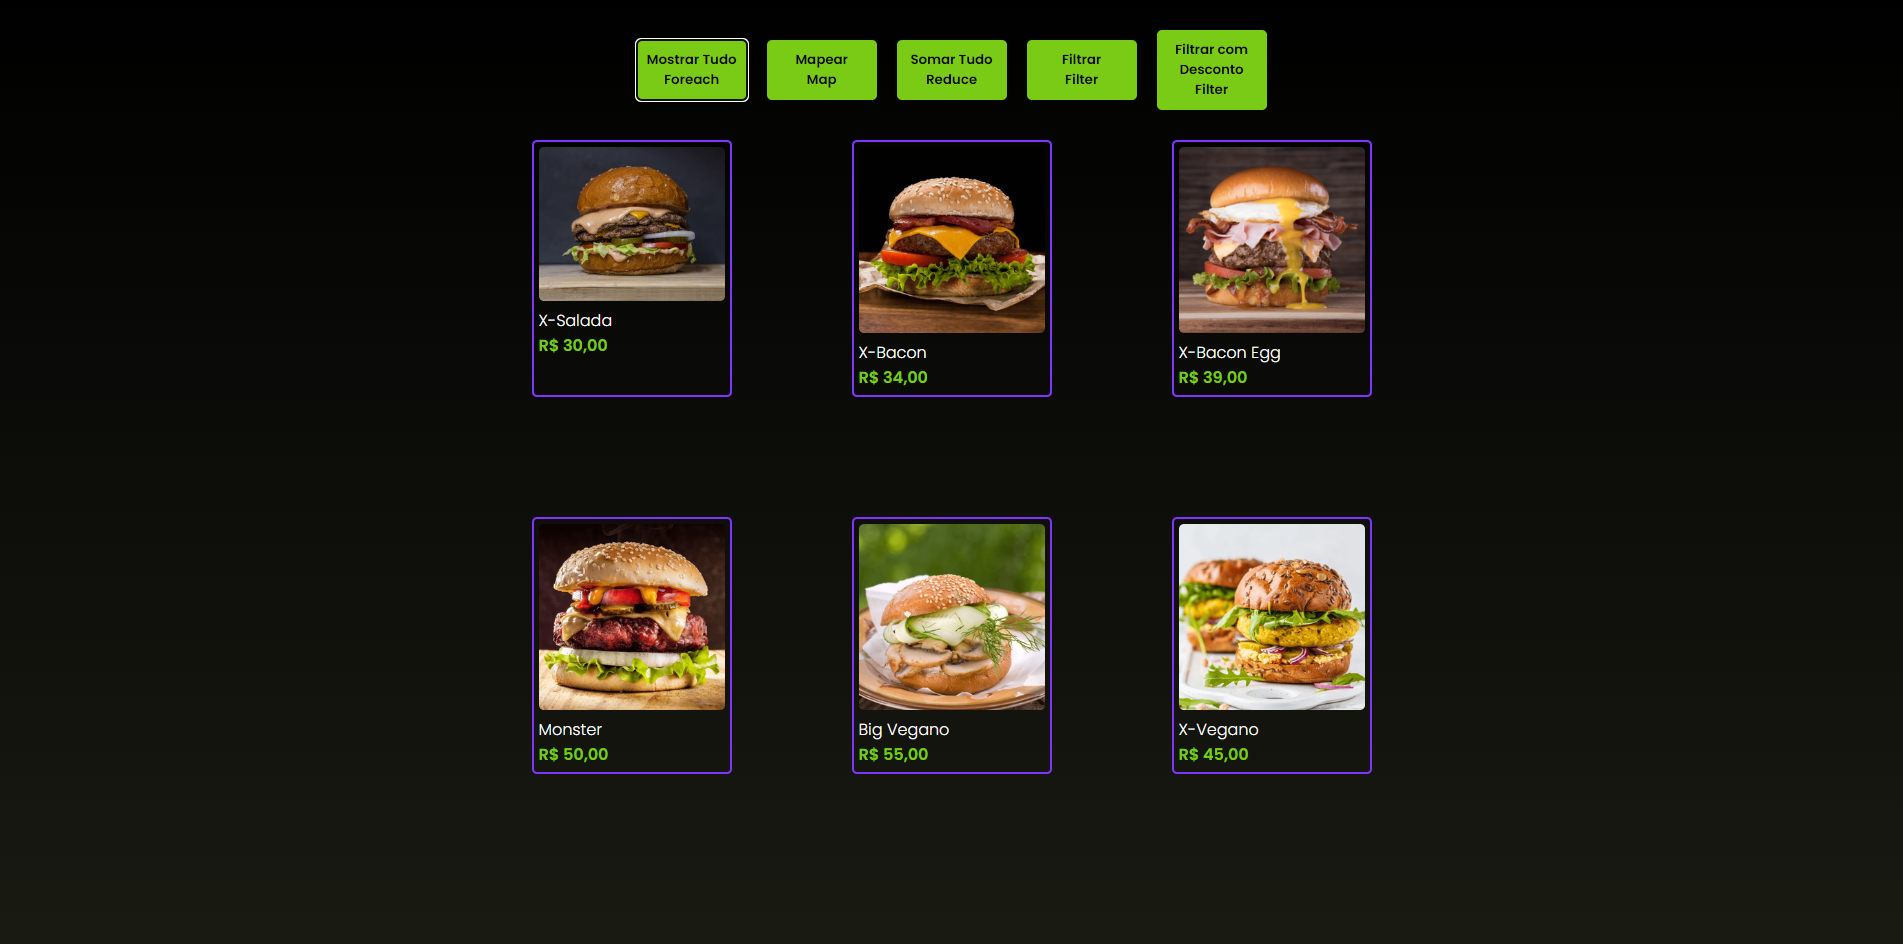 Mostrar Tudo
Foreach
Mapear
Map
Somar Tudo
Reduce
Filtrar
Filter
Filtrar com
Desconto
Filter
X-Salada
R$ 30,00
X-Bacon
R$ 34,00
X-Bacon Egg
R$ 39,00
Monster
R$ 50,00
Big Vegano
R$ 55,00
X-Vegano
R$ 45,00